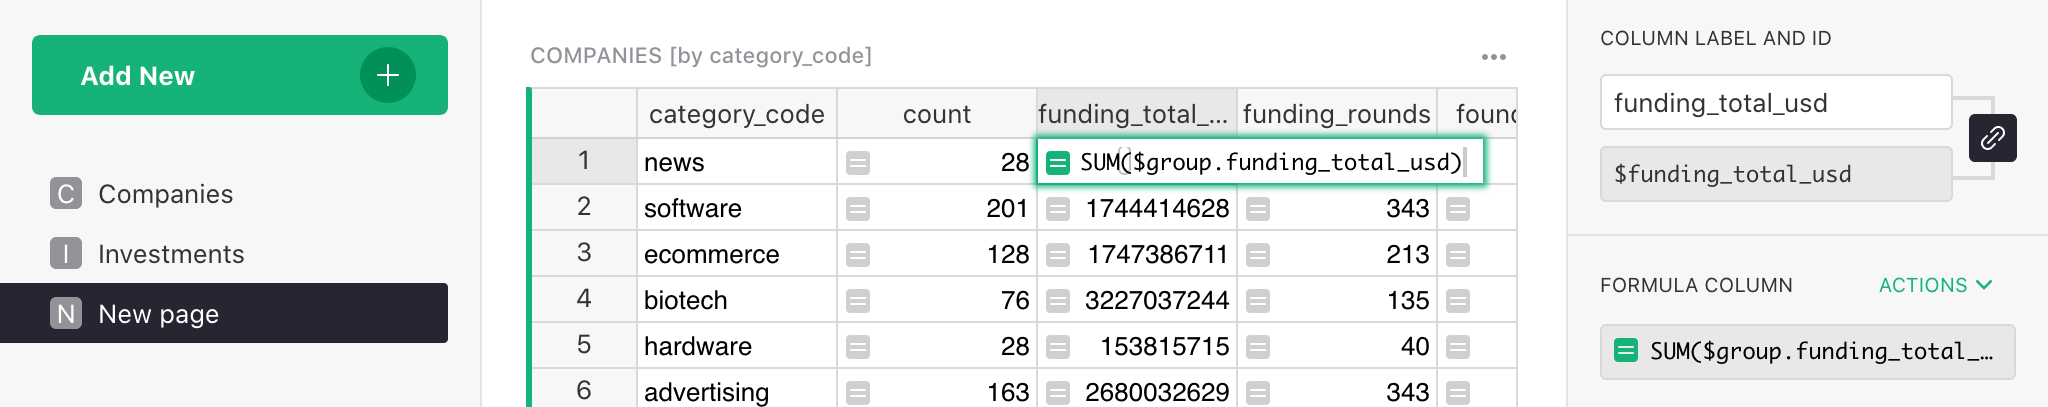 Add New
C Companies
I Investments
N New page
COMPANIES [by category_code]
category_code count funding_total_... funding_rounds found
1 news 28 SUM($group.funding_total_usd)
2 software 201 1744414628 343
3 ecommerce 128 1747386711 213
4 biotech 76 3227037244 135
5 hardware 28 153815715 40
6 advertising 163 2680032629 343
COLUMN LABEL AND ID
funding_total_usd
$funding_total_usd
FORMULA COLUMN ACTIONS
SUM($group.funding_total_...